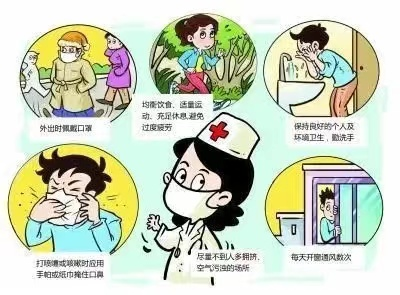 外出时佩戴口罩
均衡饮食、适量运
动、充足休息,避免
过度疲劳
保持良好的个人及
环境卫生，勤洗手
打喷嚏或咳嗽时应用
手帕或纸巾掩住口鼻
尽量不到人多拥挤、
空气污浊的场所
每天开窗通风数次